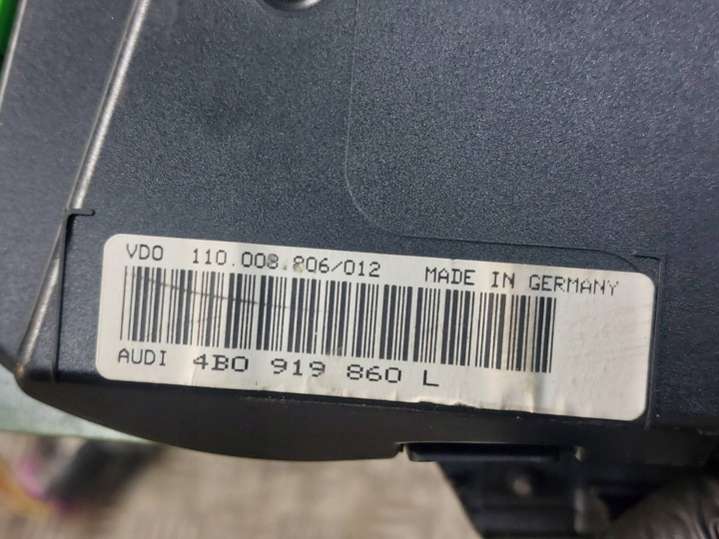 VDO 110.008.806/012 MADE IN GERMANY
AUDI 4B0 919 860 L